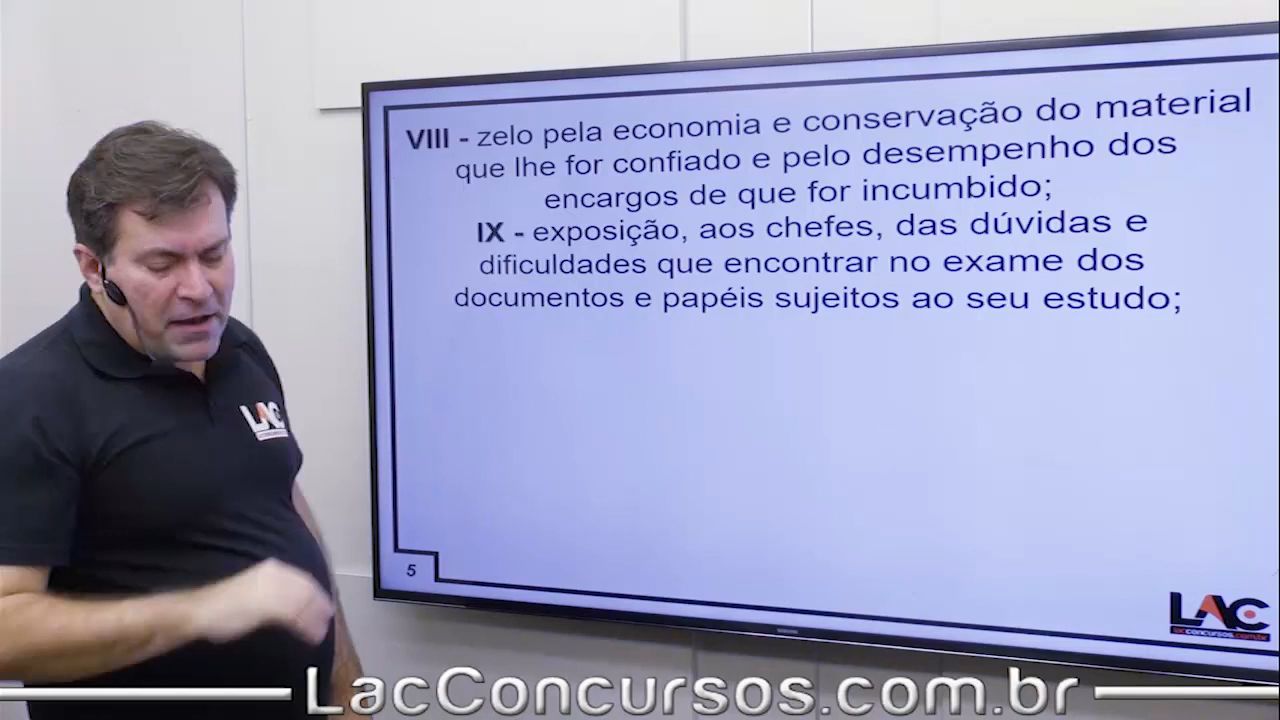 VIII - zelo pela economia e conservação do material
que lhe for confiado e pelo desempenho dos
encargos de que for incumbido;
IX - exposição, aos chefes, das dúvidas e
dificuldades que encontrar no exame dos
documentos e papéis sujeitos ao seu estudo;
LAC
5
LAC
lacconcursos.com.br
LacConcursos.com.br